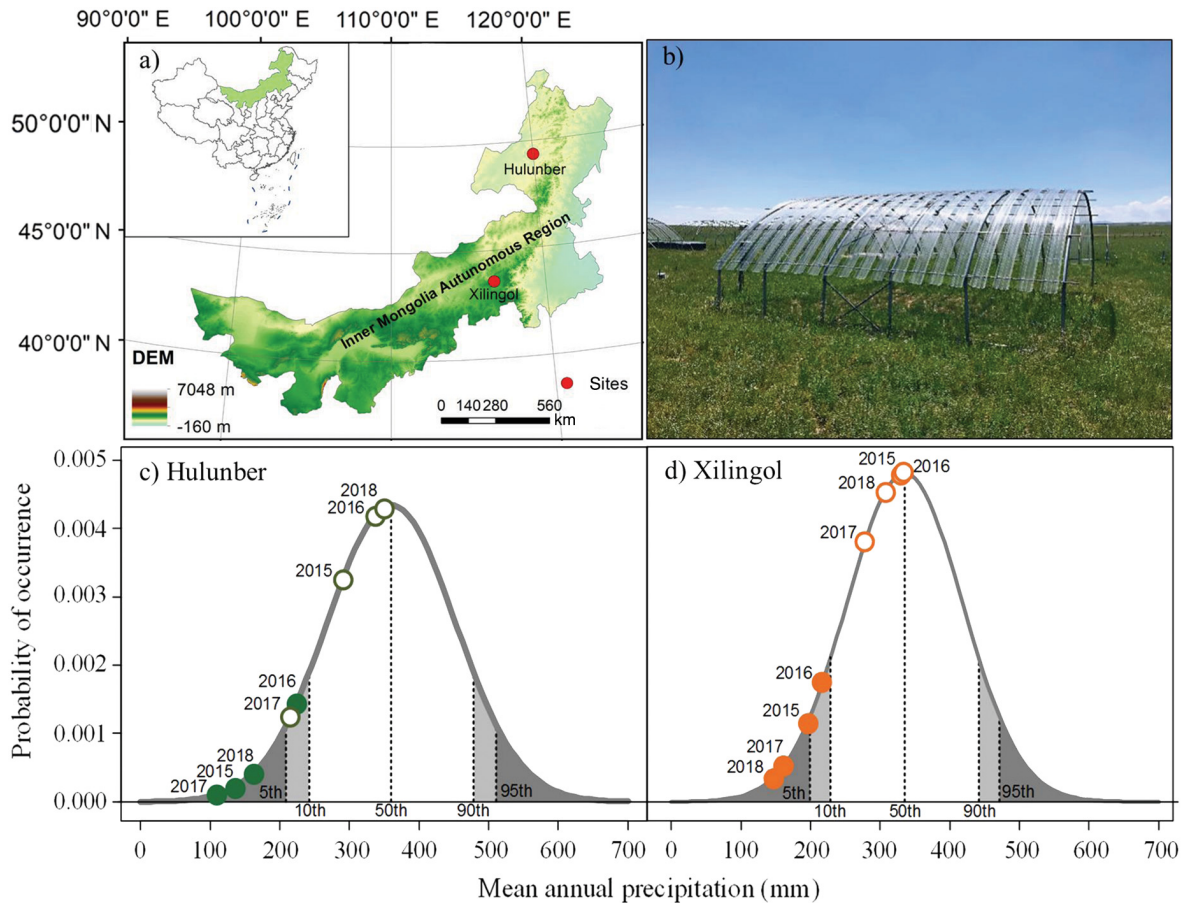 90°0'0" E 100°0'0" E 110°0'0" E 120°0'0" E
a)
50°0'0" N
45°0'0" N
40°0'0" N
Hulunber
Inner Mongolia Autunomous Region
Xilingol
DEM
7048 m
-160 m
Sites
0 140 280 560
km
b)
c) Hulunber
Probability of occurrence
0.005
0.004
0.003
0.002
0.001
0.000
2018
2016
2015
2016
2017
2018
2015
2017
5th
10th
50th
90th
95th
0 100 200 300 400 500 600 700
d) Xilingol
2015
2016
2018
2017
2016
2015
2017
2018
5th
10th
50th
90th
95th
0 100 200 300 400 500 600 700
Mean annual precipitation (mm)